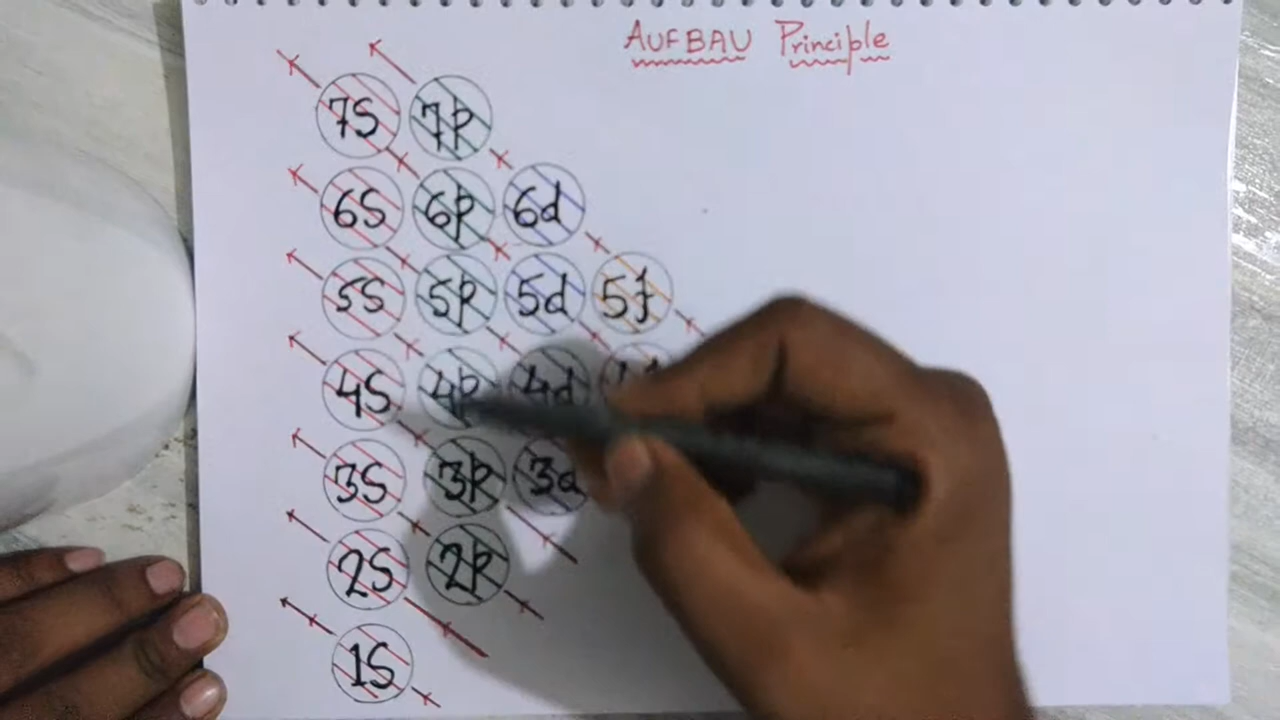 AUFBAU Principle
7S 7p
6S 6p 6d
5S 5p 5d 5f
4S 4p 4d
3S 3p 3d
2S 2p
1S